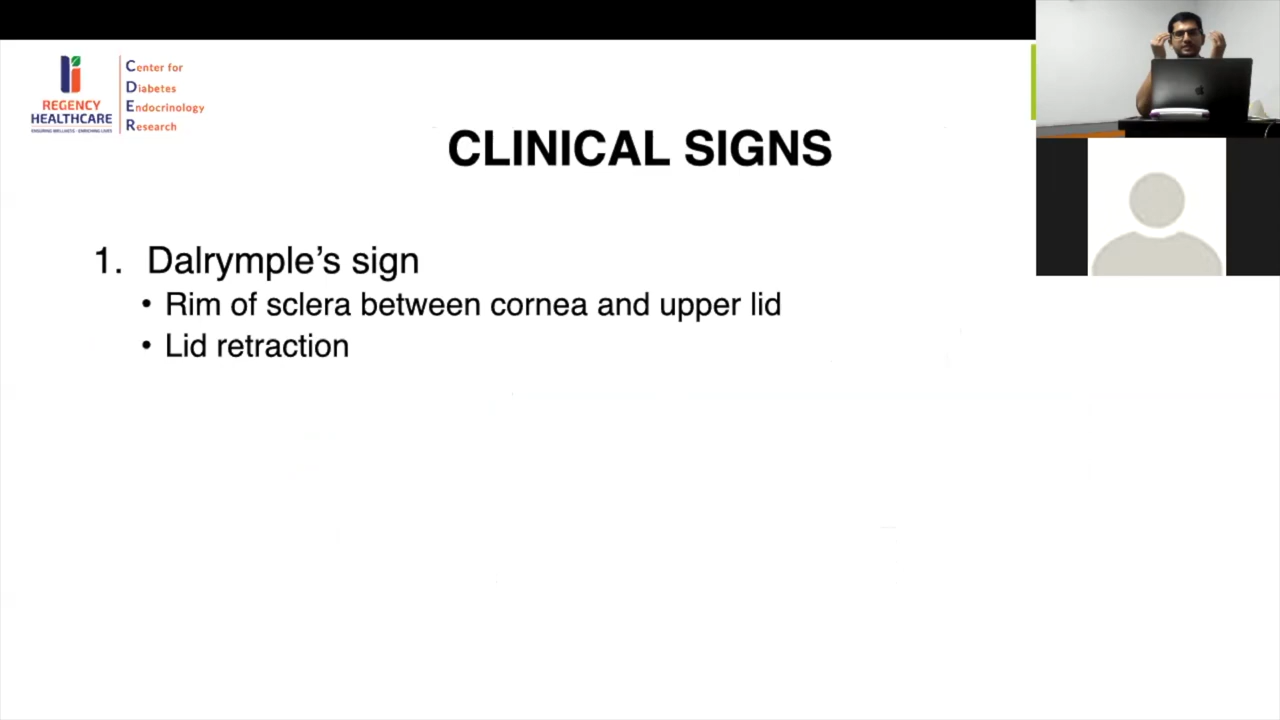 REGENCY
HEALTHCARE
Center for
Diabetes
Endocrinology
Research
CLINICAL SIGNS
1. Dalrymple's sign
• Rim of sclera between cornea and upper lid
• Lid retraction